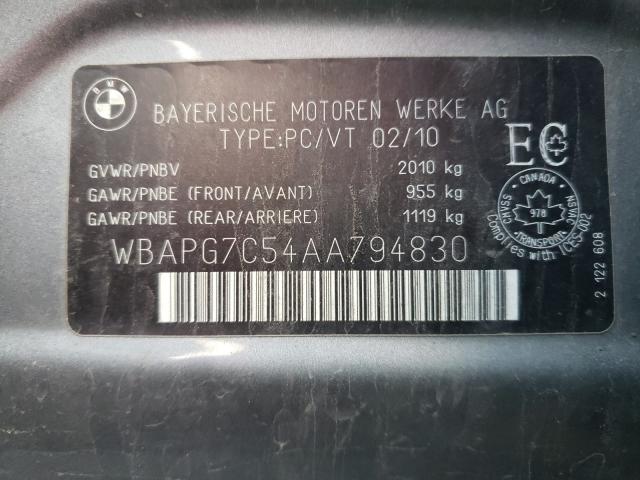 BMW
BAYERISCHE MOTOREN WERKE AG
TYPE:PC/VT 02/10
GVWR/PNBV 2010 kg
GAWR/PNBE (FRONT/AVANT) 955 kg
GAWR/PNBE (REAR/ARRIERE) 1119 kg
WBAPG7C54AA794830
EC
CANADA
978
TRANSPORT
Complies with ICES-002
2 122 608